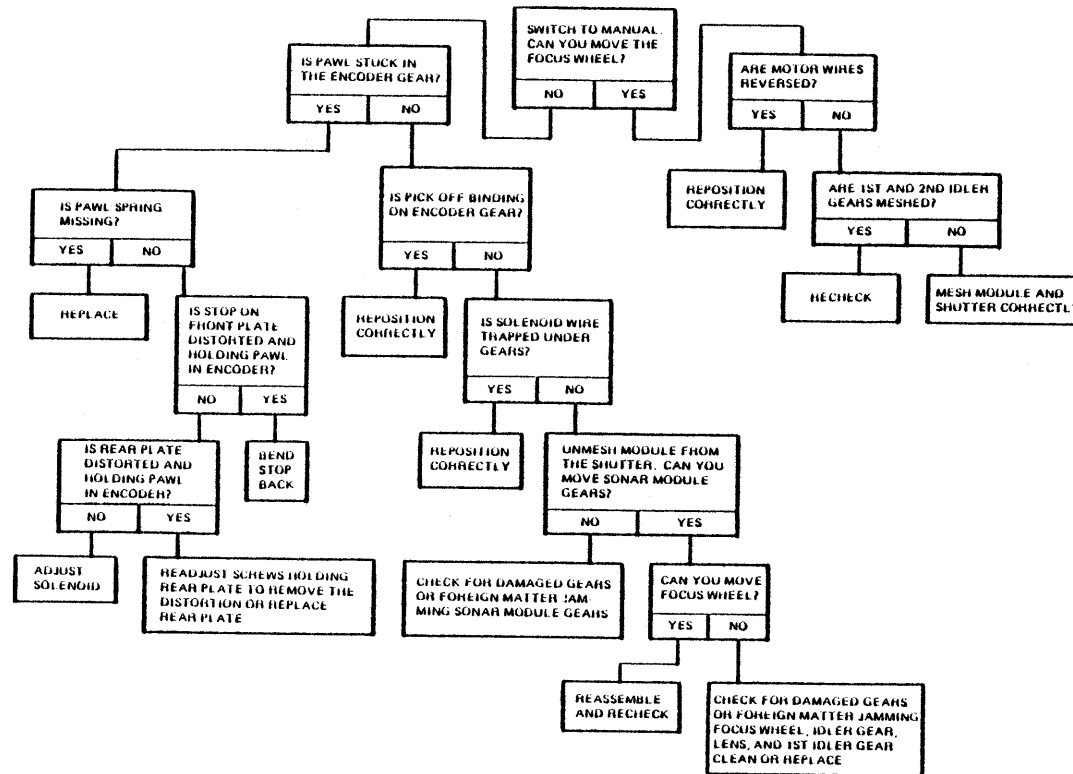 SWITCH TO MANUAL.
CAN YOU MOVE THE
FOCUS WHEEL?
NO YES
IS PAWL STUCK IN
THE ENCODER GEAR?
YES NO
ARE MOTOR WIRES
REVERSED?
YES NO
IS PAWL SPRING
MISSING?
YES NO
IS PICK OFF BINDING
ON ENCODER GEAR?
YES NO
REPOSITION
CORRECTLY
ARE 1ST AND 2ND IDLER
GEARS MESHED?
YES NO
REPLACE
IS STOP ON
FRONT PLATE
DISTORTED AND
HOLDING PAWL
IN ENCODER?
NO YES
REPOSITION
CORRECTLY
IS SOLENOID WIRE
TRAPPED UNDER
GEARS?
YES NO
RECHECK
MESH MODULE AND
SHUTTER CORRECTLY
IS REAR PLATE
DISTORTED AND
HOLDING PAWL
IN ENCODER?
NO YES
BEND
STOP
BACK
REPOSITION
CORRECTLY
UNMESH MODULE FROM
THE SHUTTER. CAN YOU
MOVE SONAR MODULE
GEARS?
NO YES
ADJUST
SOLENOID
READJUST SCREWS HOLDING
REAR PLATE TO REMOVE THE
DISTORTION OR REPLACE
REAR PLATE
CHECK FOR DAMAGED GEARS
OR FOREIGN MATTER JAM-
MING SONAR MODULE GEARS
CAN YOU MOVE
FOCUS WHEEL?
YES NO
REASSEMBLE
AND RECHECK
CHECK FOR DAMAGED GEARS
OR FOREIGN MATTER JAMMING
FOCUS WHEEL, IDLER GEAR,
LENS, AND 1ST IDLER GEAR
CLEAN OR REPLACE